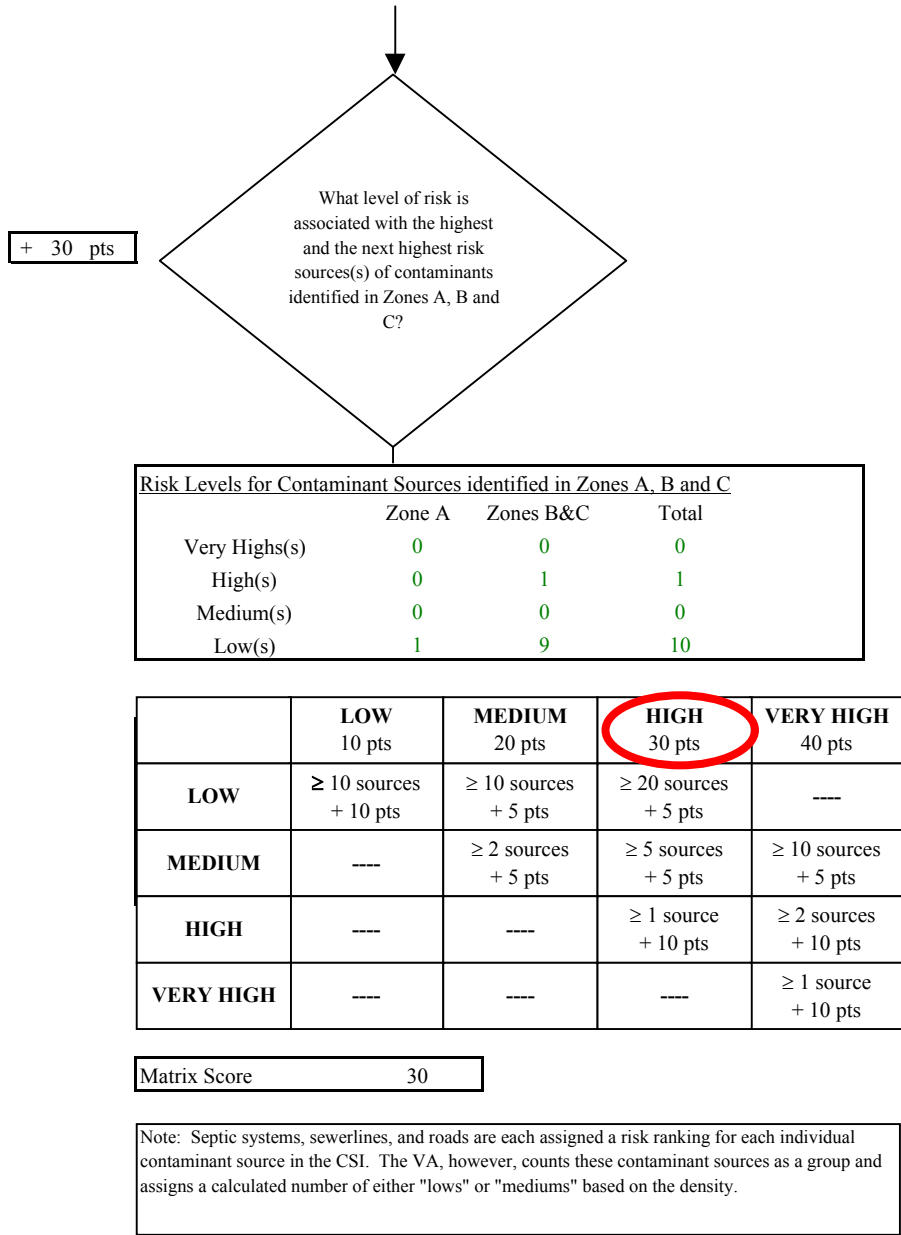 What level of risk is
associated with the highest
and the next highest risk
sources(s) of contaminants
identified in Zones A, B and
C?
+ 30 pts
Risk Levels for Contaminant Sources identified in Zones A, B and C
Zone A Zones B&C Total
Very Highs(s) 0 0 0
High(s) 0 1 1
Medium(s) 0 0 0
Low(s) 1 9 10
LOW MEDIUM HIGH VERY HIGH
10 pts 20 pts 30 pts 40 pts
LOW ≥ 10 sources + 10 pts ≥ 10 sources + 5 pts ≥ 20 sources + 5 pts ----
MEDIUM ---- ≥ 2 sources + 5 pts ≥ 5 sources + 5 pts ≥ 10 sources + 5 pts
HIGH ---- ---- ≥ 1 source + 10 pts ≥ 2 sources + 10 pts
VERY HIGH ---- ---- ---- ≥ 1 source + 10 pts
Matrix Score 30
Note: Septic systems, sewerlines, and roads are each assigned a risk ranking for each individual
contaminant source in the CSI. The VA, however, counts these contaminant sources as a group and
assigns a calculated number of either "lows" or "mediums" based on the density.